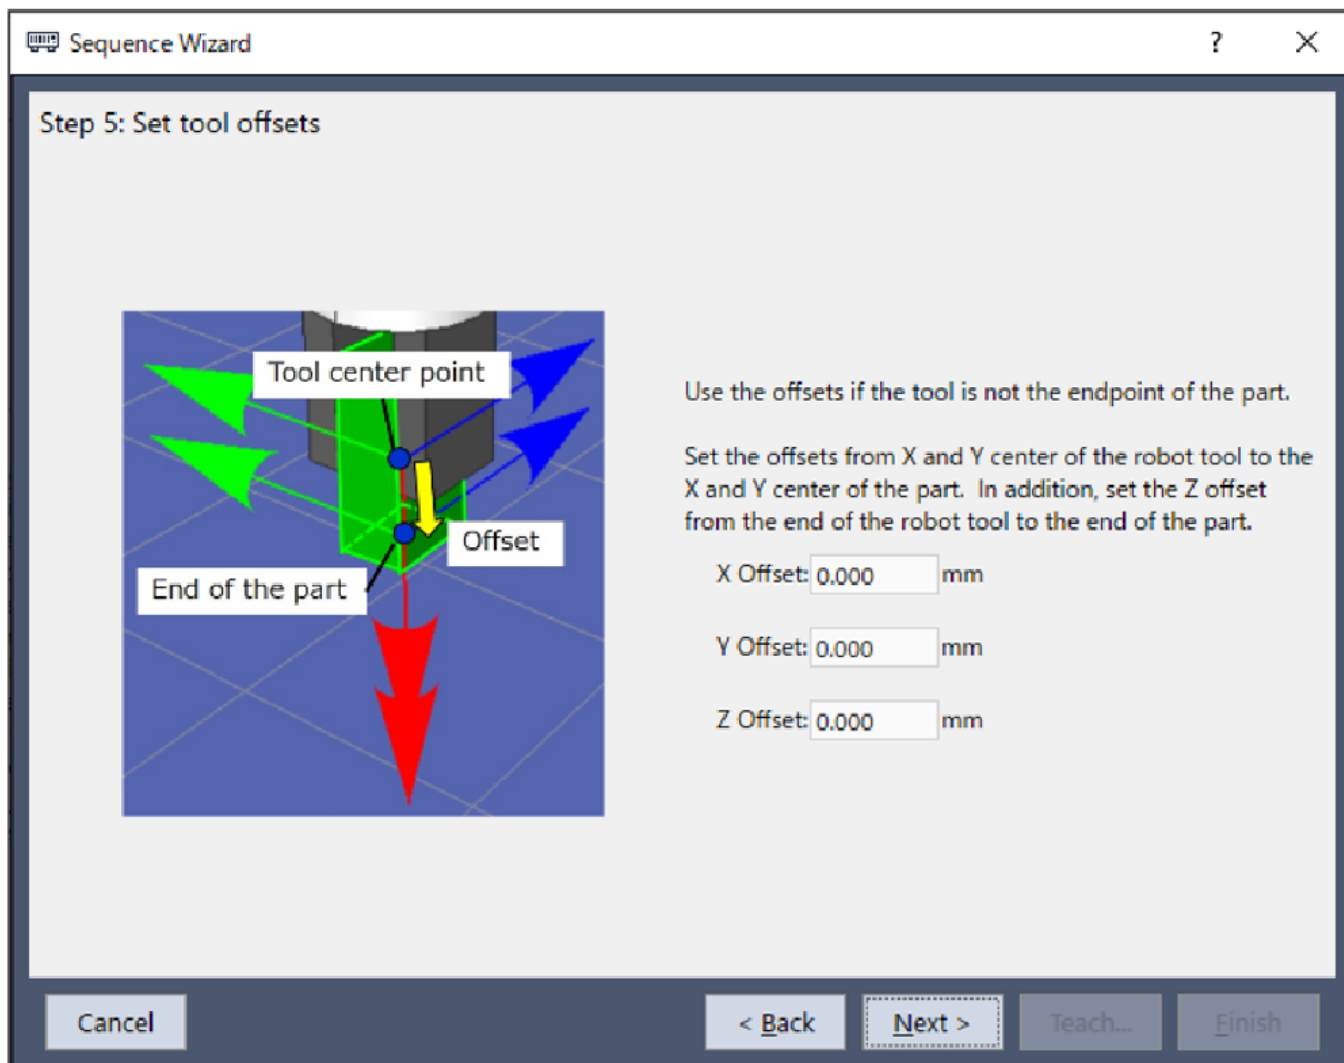 Sequence Wizard
?
Step 5: Set tool offsets
Tool center point
Offset
End of the part
Use the offsets if the tool is not the endpoint of the part.
Set the offsets from X and Y center of the robot tool to the
X and Y center of the part. In addition, set the Z offset
from the end of the robot tool to the end of the part.
X Offset: 0.000 mm
Y Offset: 0.000 mm
Z Offset: 0.000 mm
Cancel < Back Next > Teach... Finish